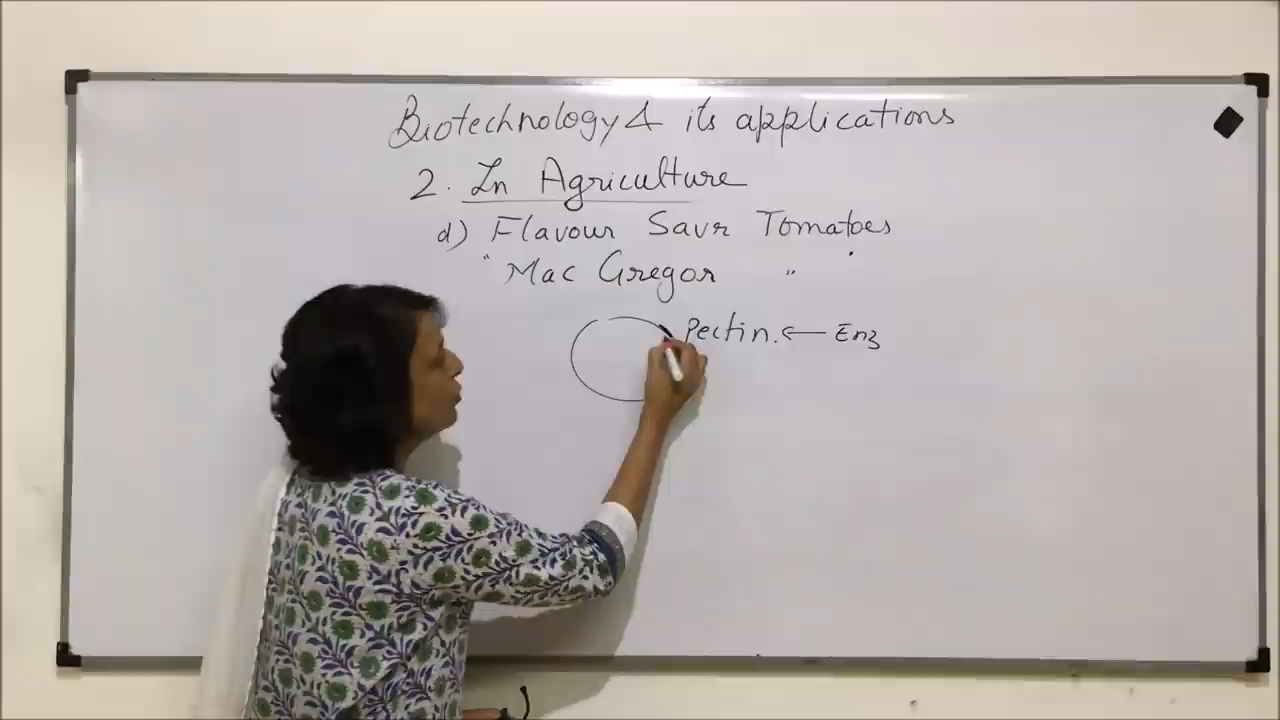 Biotechnology & its applications
2. In Agriculture
d) Flavour Savr Tomatoes
" Mac Gregor "
Pectin. ← Enz